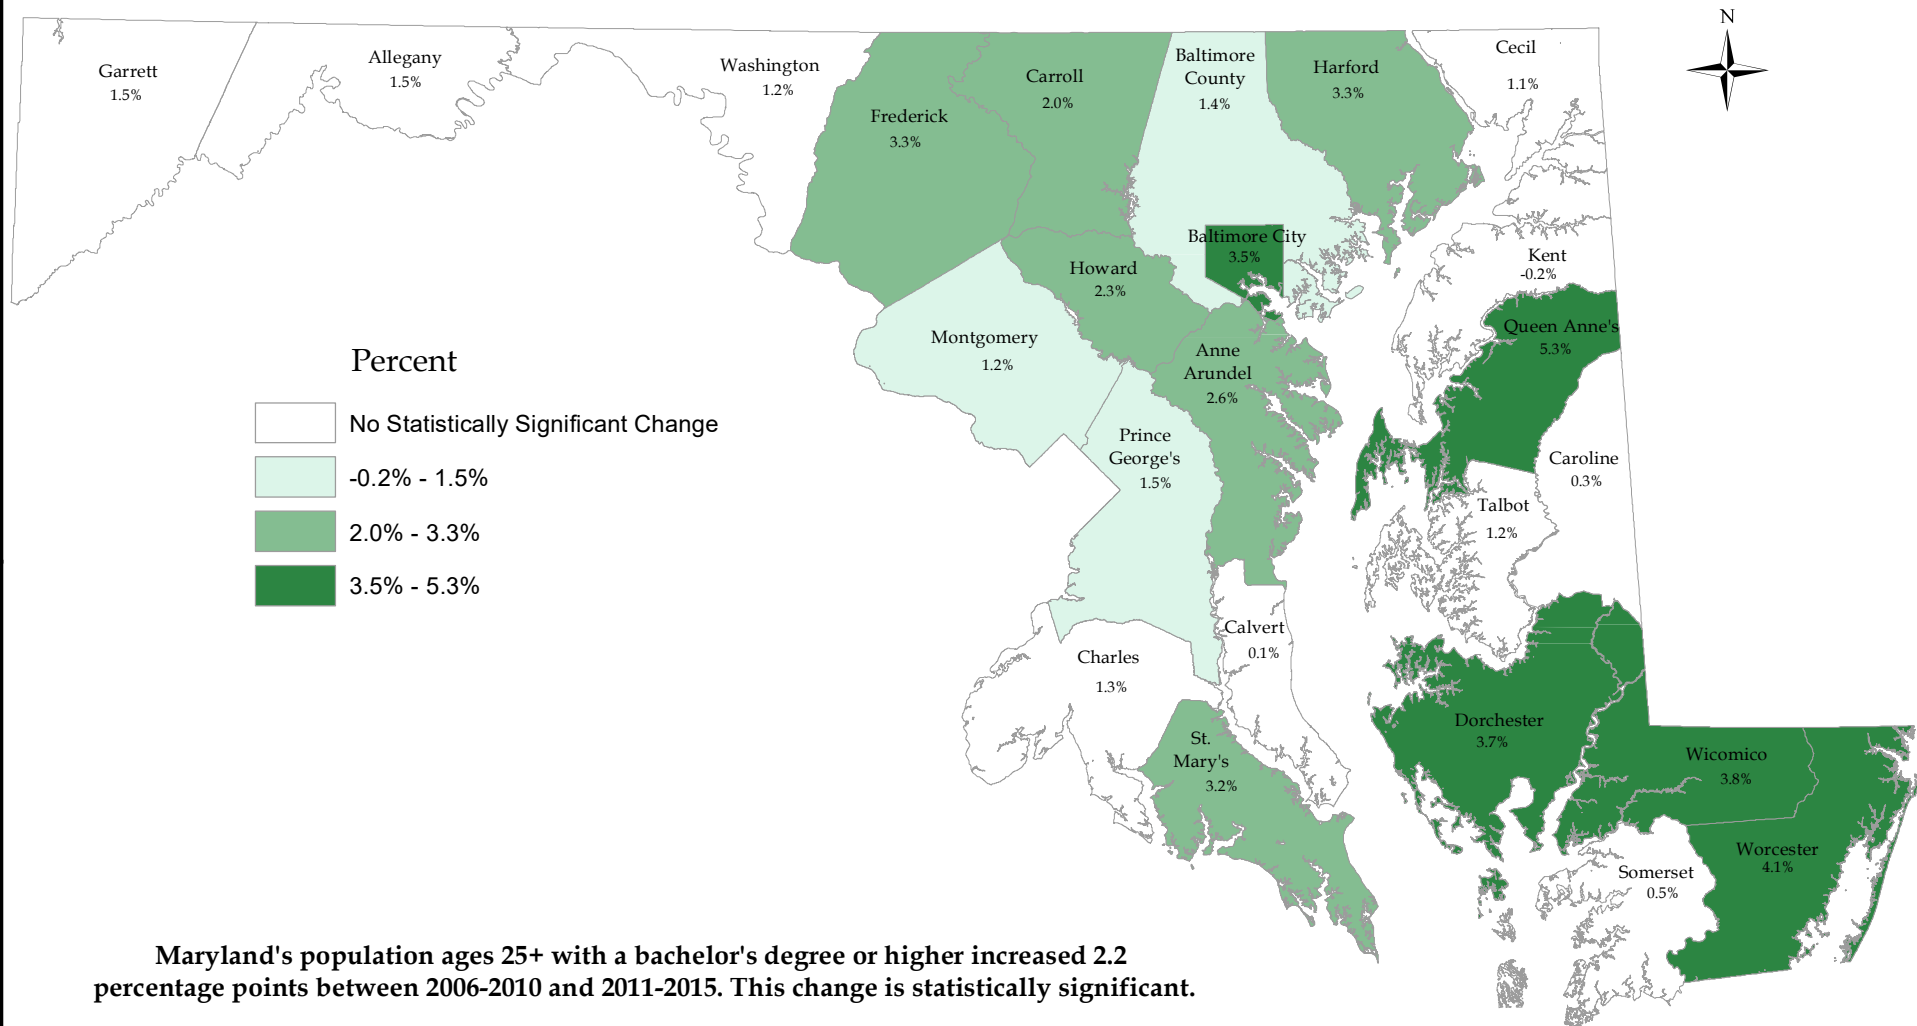 N
Garrett
1.5%
Allegany
1.5%
Washington
1.2%
Frederick
3.3%
Carroll
2.0%
Baltimore
County
1.4%
Harford
3.3%
Cecil
1.1%
Baltimore City
3.5%
Kent
-0.2%
Howard
2.3%
Queen Anne's
5.3%
Montgomery
1.2%
Anne
Arundel
2.6%
Prince
George's
1.5%
Caroline
0.3%
Talbot
1.2%
Percent
No Statistically Significant Change
-0.2% - 1.5%
2.0% - 3.3%
3.5% - 5.3%
Calvert
0.1%
Charles
1.3%
St.
Mary's
3.2%
Dorchester
3.7%
Wicomico
3.8%
Worcester
4.1%
Somerset
0.5%
Maryland's population ages 25+ with a bachelor's degree or higher increased 2.2
percentage points between 2006-2010 and 2011-2015. This change is statistically significant.